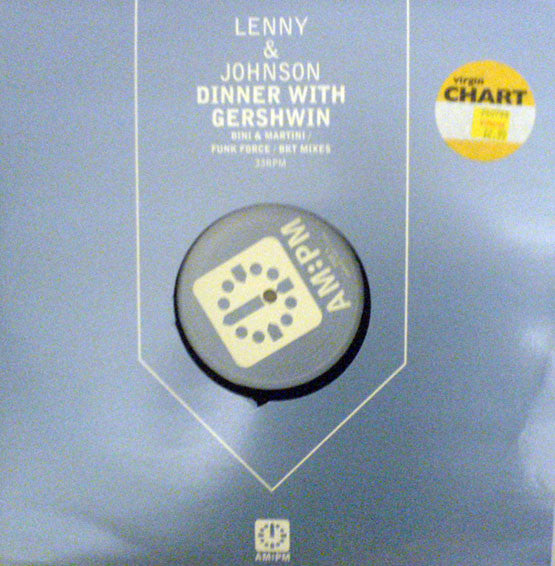 LENNY
&
JOHNSON
DINNER WITH
GERSHWIN
BINI & MARTINI /
FUNK FORCE / BRT MIXES
33RPM
virgin
CHART
AM:PM
AM:PM